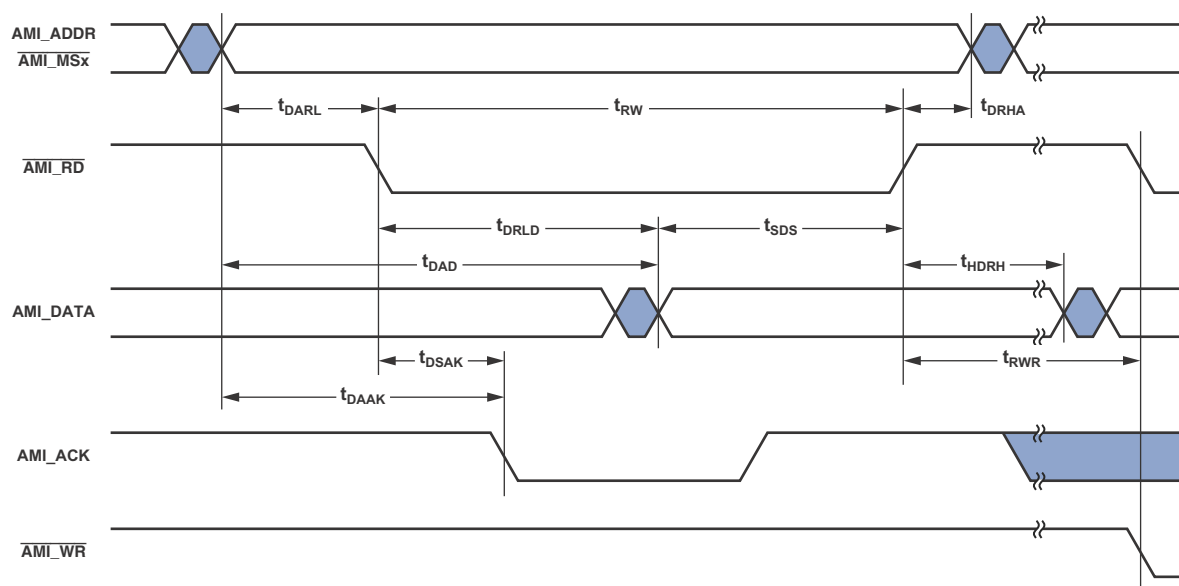 AMI_ADDR
AMI_MSx
tDARL
tRW
tDRHA
AMI_RD
tDRLD
tSDS
tDAD
tHDRH
AMI_DATA
tDSAK
tRWR
tDAAK
AMI_ACK
AMI_WR